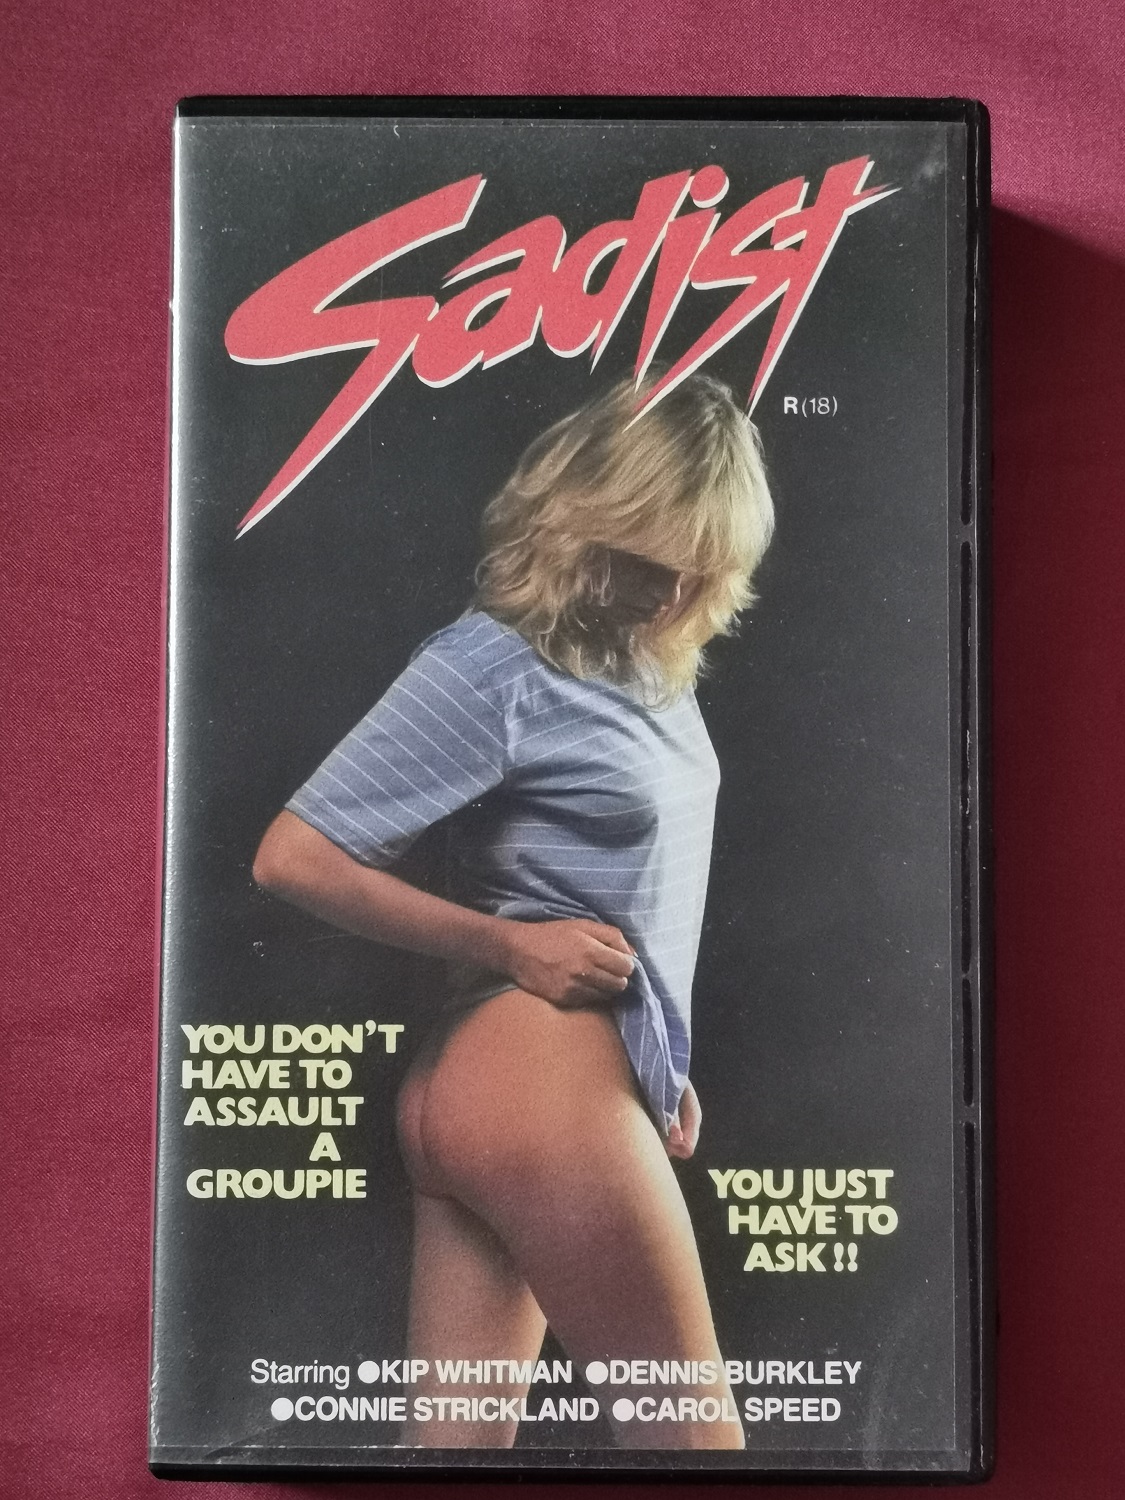 Sadist
R(18)
YOU DON'T
HAVE TO
ASSAULT
A
GROUPIE
YOU JUST
HAVE TO
ASK!!
Starring ●KIP WHITMAN ●DENNIS BURKLEY
●CONNIE STRICKLAND ●CAROL SPEED